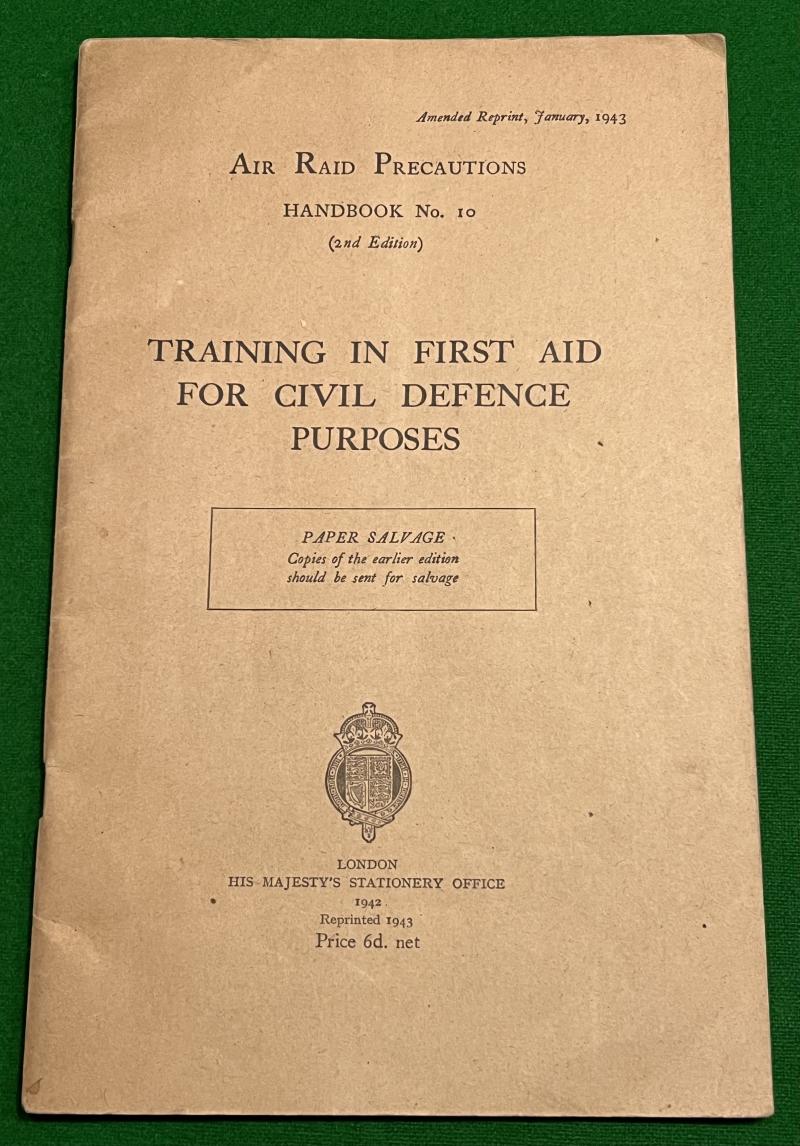 Amended Reprint, January, 1943
AIR RAID PRECAUTIONS
HANDBOOK No. 10
(2nd Edition)
TRAINING IN FIRST AID
FOR CIVIL DEFENCE
PURPOSES
PAPER SALVAGE
Copies of the earlier edition
should be sent for salvage
LONDON
HIS MAJESTY'S STATIONERY OFFICE
1942
Reprinted 1943
Price 6d. net